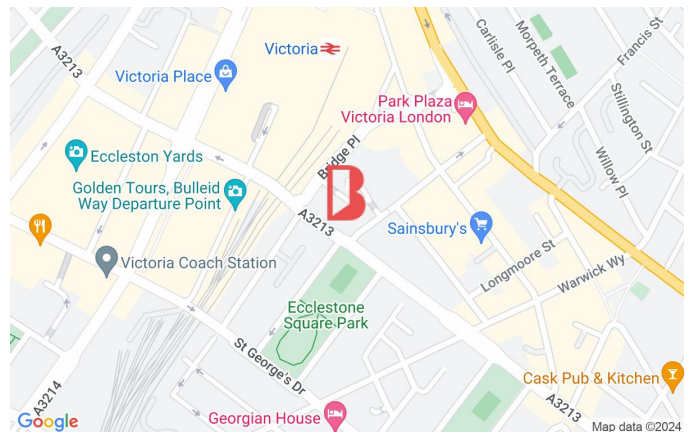 A3213
Victoria
Victoria Place
Carlisle Pl
Morpeth Terrace
Francis St
Stillington St
Willow Pl
Park Plaza
Victoria London
Bridge Pl
Eccleston Yards
Golden Tours, Bulleid
Way Departure Point
A3213
Sainsbury's
Longmoore St
Warwick Wy
Victoria Coach Station
Ecclestone
Square Park
St George's Dr
A3214
Cask Pub & Kitchen
A3213
Georgian House
Google
Map data ©2024